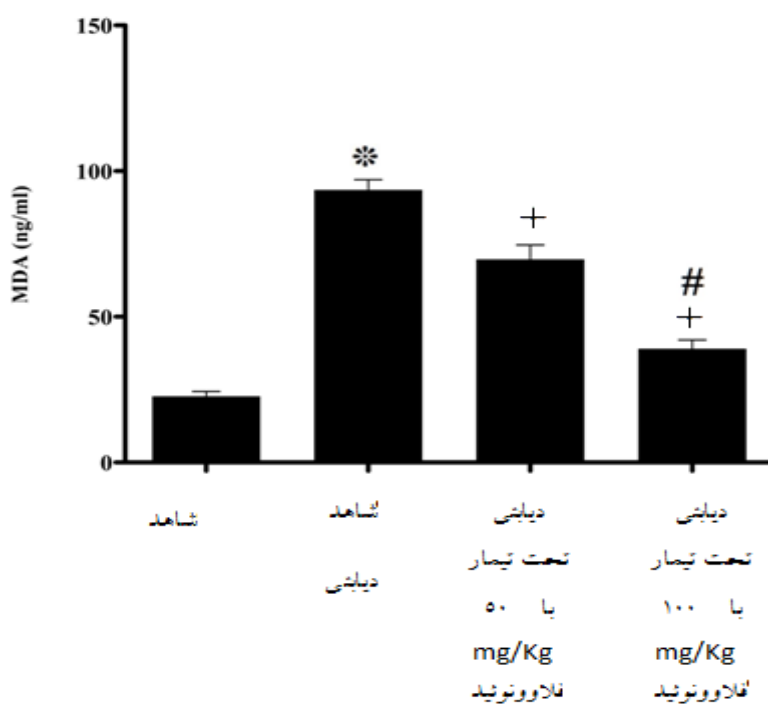 150
100
50
0
MDA (ng/ml)
※
+
#
+
شاهد
شاهد
دیابتی
دیابتی
تحت تیمار
با ۵۰
mg/Kg
فلاوونوئید
دیابتی
تحت تیمار
با ۱۰۰
mg/Kg
فلاوونوئید